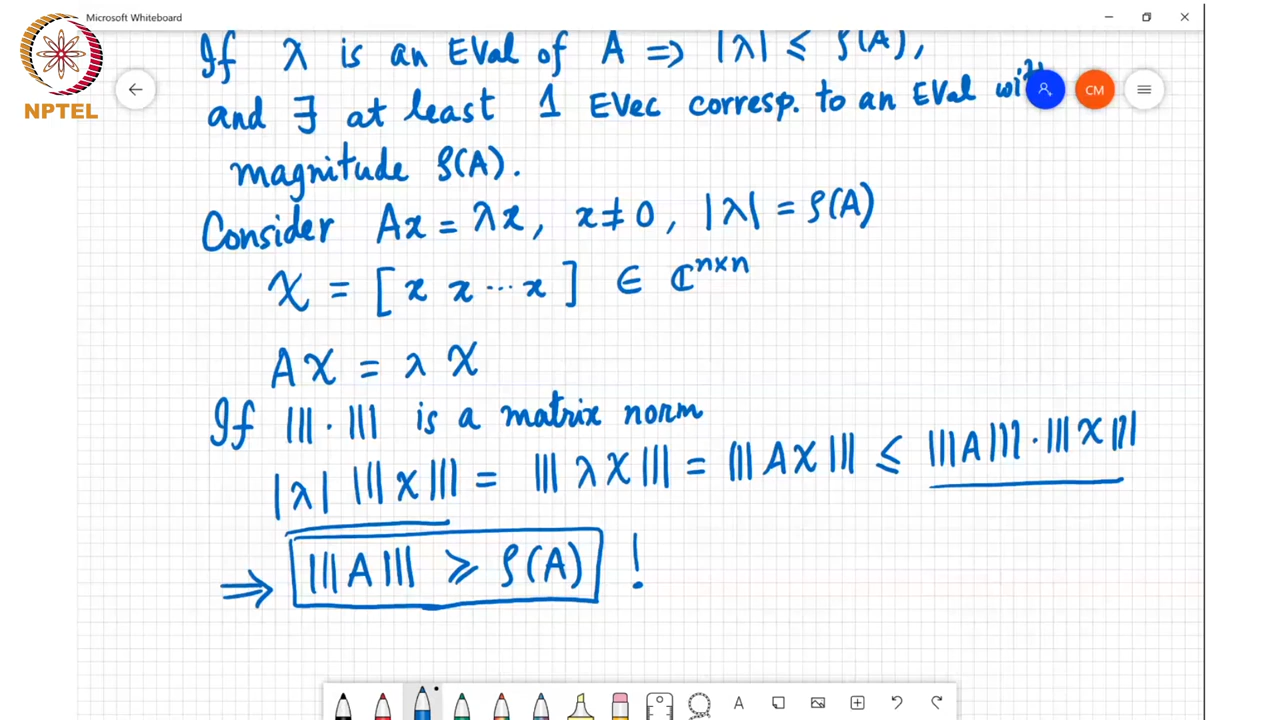 Microsoft Whiteboard
NPTEL
CM
If λ is an EVal of A => |λ| ≤ ρ(A),
and ∃ at least 1 EVec corresp. to an EVal with
magnitude ρ(A).
Consider Ax = λx, x ≠ 0, |λ| = ρ(A)
X = [x x ... x] ∈ ℂ^{n×n}
AX = λ X
If |||·||| is a matrix norm
|λ| |||X||| = |||λX||| = |||AX||| ≤ |||A|||·|||X|||
⇒ |||A||| ≥ ρ(A) !
A